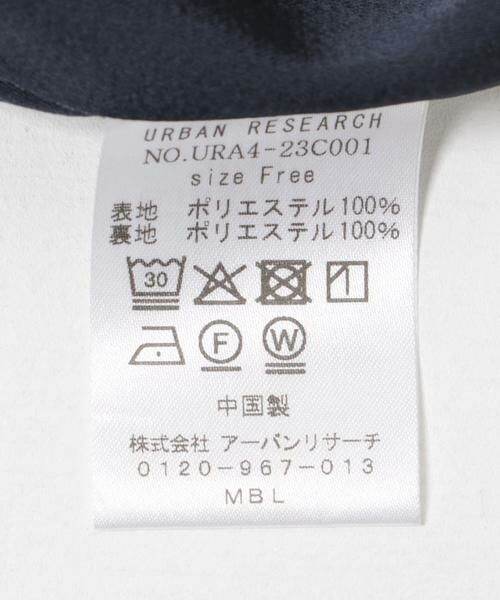 URBAN RESEARCH
NO.URA4-23C001
size Free
表地 ポリエステル100%
裏地 ポリエステル100%
30
F
W
中国製
株式会社 アーバンリサーチ
0120-967-013
MBL